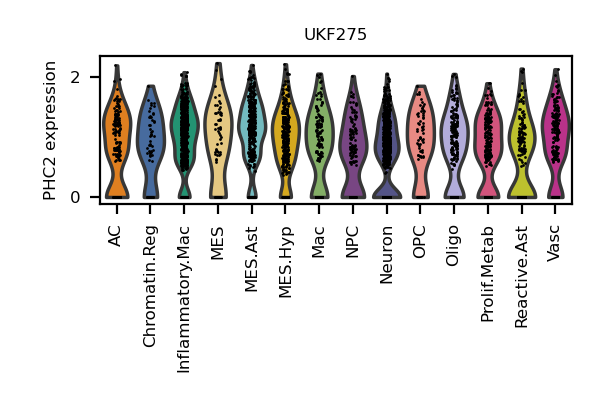 UKF275
PHC2 expression
2
0
AC
Chromatin.Reg
Inflammatory.Mac
MES
MES.Ast
MES.Hyp
Mac
NPC
Neuron
OPC
Oligo
Prolif.Metab
Reactive.Ast
Vasc